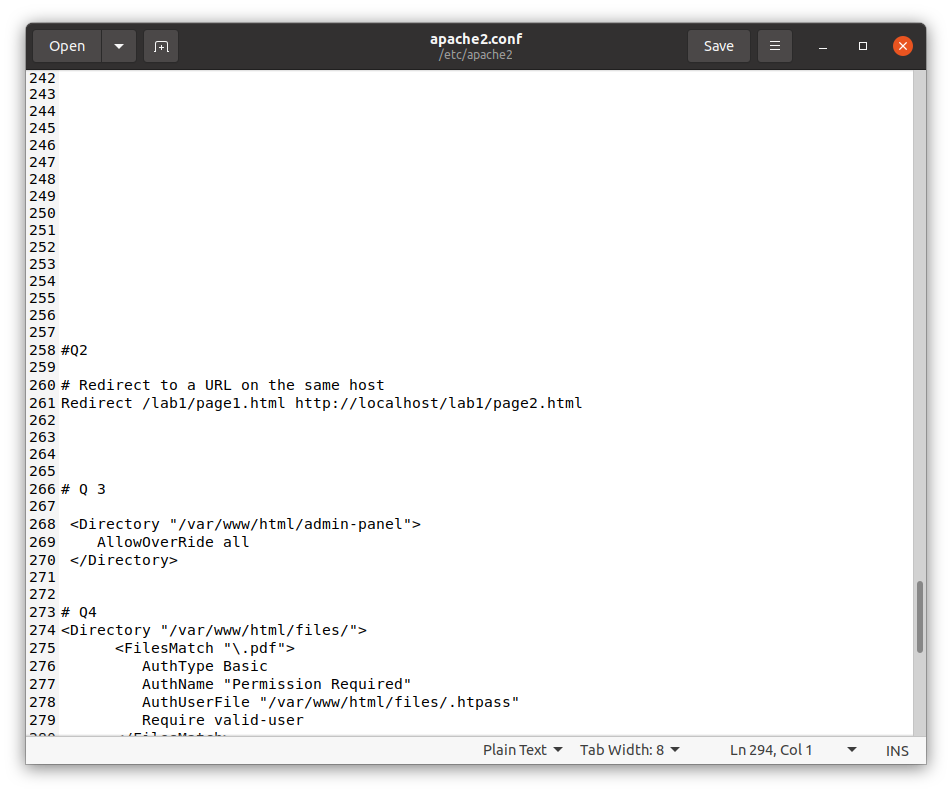 Open
apache2.conf
/etc/apache2
Save
242
243
244
245
246
247
248
249
250
251
252
253
254
255
256
257
258 #Q2
259
260 # Redirect to a URL on the same host
261 Redirect /lab1/page1.html http://localhost/lab1/page2.html
262
263
264
265
266 # Q 3
267
268  <Directory "/var/www/html/admin-panel">
269     AllowOverRide all
270  </Directory>
271
272
273 # Q4
274 <Directory "/var/www/html/files/">
275       <FilesMatch "\.pdf">
276          AuthType Basic
277          AuthName "Permission Required"
278          AuthUserFile "/var/www/html/files/.htpass"
279          Require valid-user
280       </FilesMatch>
Plain Text Tab Width: 8 Ln 294, Col 1 INS